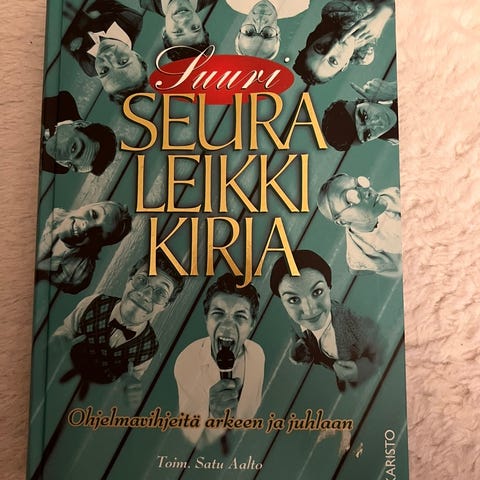 Suuri
SEURA
LEIKKI
KIRJA
Ohjelmavihjeitä arkeen ja juhlaan
Toim. Satu Aalto
KARISTO